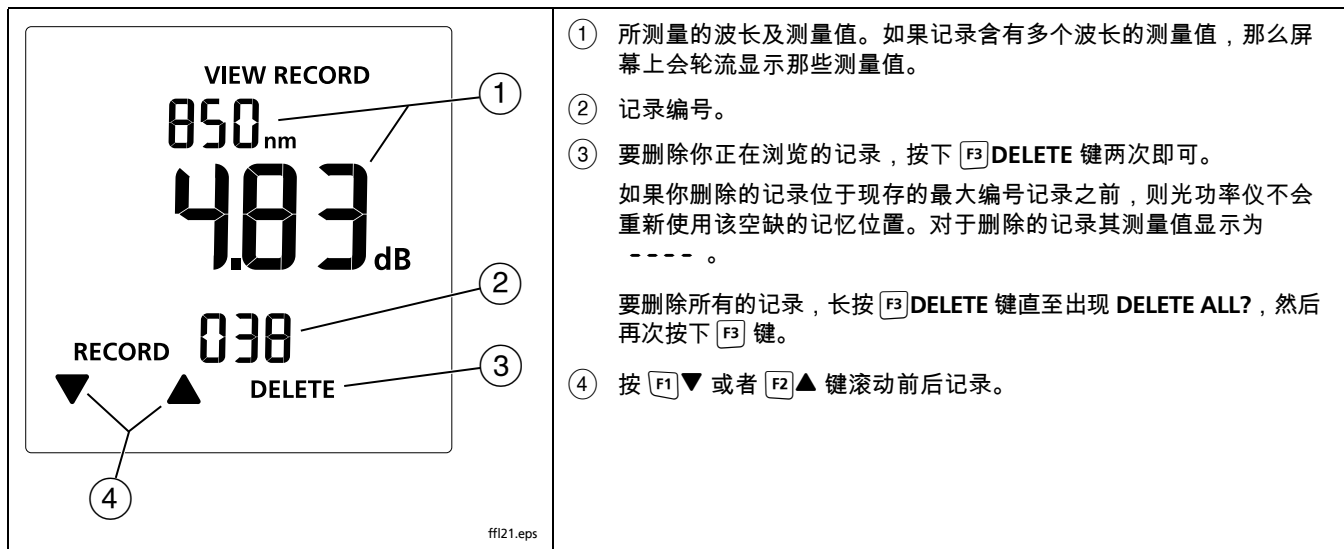 VIEW RECORD
850nm
4.83dB
RECORD 038
▼ ▲ DELETE
1
2
3
4
ffl21.eps
① 所测量的波长及测量值。如果记录含有多个波长的测量值，那么屏
幕上会轮流显示那些测量值。
② 记录编号。
③ 要删除你正在浏览的记录，按下 F3 DELETE 键两次即可。
如果你删除的记录位于现存的最大编号记录之前，则光功率仪不会
重新使用该空缺的记忆位置。对于删除的记录其测量值显示为
---- 。
要删除所有的记录，长按 F3 DELETE 键直至出现 DELETE ALL?，然后
再次按下 F3 键。
④ 按 F1▼ 或者 F2▲ 键滚动前后记录。